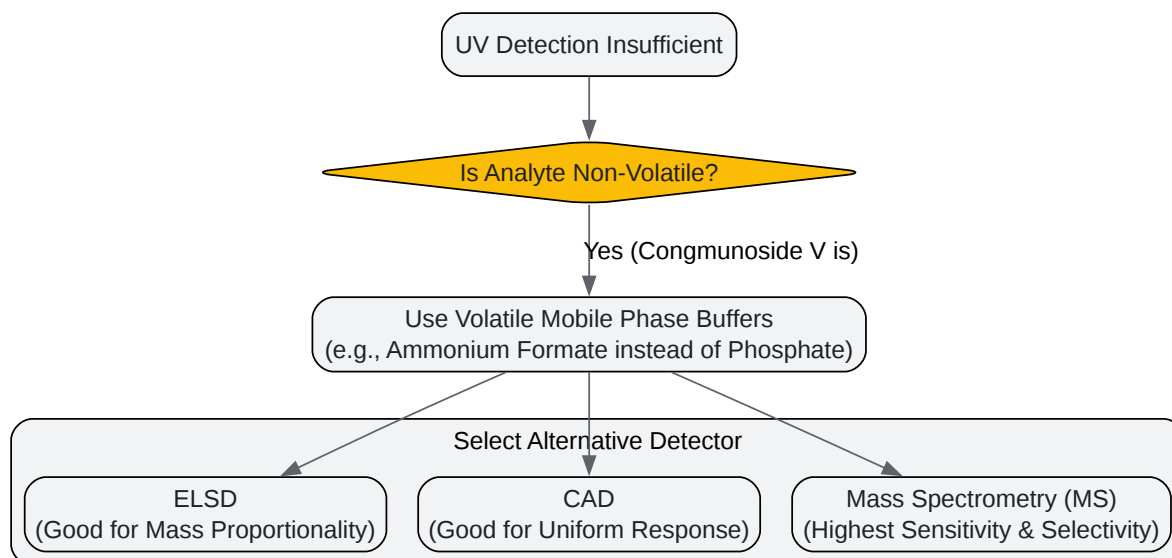 UV Detection Insufficient
Is Analyte Non-Volatile?
Yes (Congmunoside V is)
Use Volatile Mobile Phase Buffers
(e.g., Ammonium Formate instead of Phosphate)
Select Alternative Detector
ELSD
(Good for Mass Proportionality)
CAD
(Good for Uniform Response)
Mass Spectrometry (MS)
(Highest Sensitivity & Selectivity)